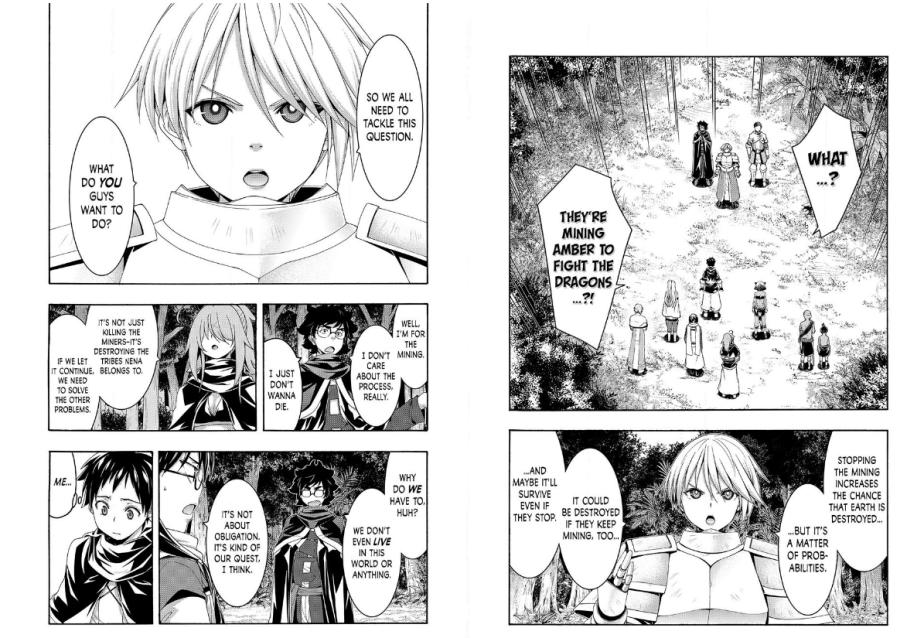 WHAT
...?
THEY'RE
MINING
AMBER TO
FIGHT THE
DRAGONS
...?!
STOPPING
THE MINING
INCREASES
THE CHANCE
THAT EARTH IS
DESTROYED...
...BUT IT'S
A MATTER
OF PROB-
ABILITIES.
IT COULD
BE DESTROYED
IF THEY KEEP
MINING, TOO...
...AND
MAYBE IT'LL
SURVIVE
EVEN IF
THEY STOP.
SO WE ALL
NEED TO
TACKLE THIS
QUESTION.
WHAT
DO YOU
GUYS
WANT TO
DO?
WELL,
I'M FOR
THE
MINING.
I DON'T
CARE
ABOUT THE
PROCESS,
REALLY.
I JUST
DON'T
WANNA
DIE.
IT'S NOT JUST
KILLING THE
MINERS–IT'S
DESTROYING THE
TRIBES KENA
BELONGS TO.
IF WE LET
IT CONTINUE,
WE NEED
TO SOLVE
THE OTHER
PROBLEMS.
WHY
DO WE
HAVE TO,
HUH?
WE DON'T
EVEN LIVE
IN THIS
WORLD OR
ANYTHING.
IT'S NOT
ABOUT
OBLIGATION.
IT'S KIND OF
OUR QUEST,
I THINK.
ME...